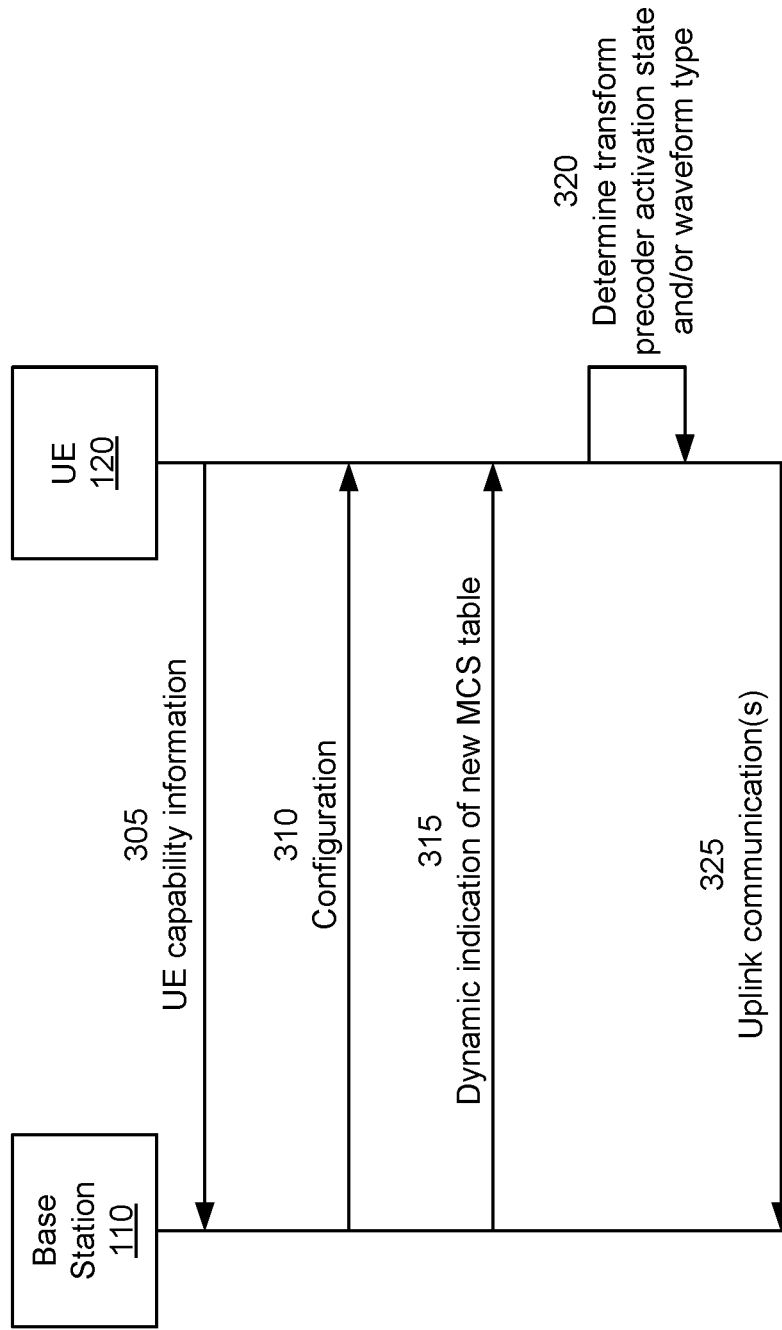 Base
Station
110
UE
120
305
UE capability information
310
Configuration
315
Dynamic indication of new MCS table
320
Determine transform
precoder activation state
and/or waveform type
325
Uplink communication(s)